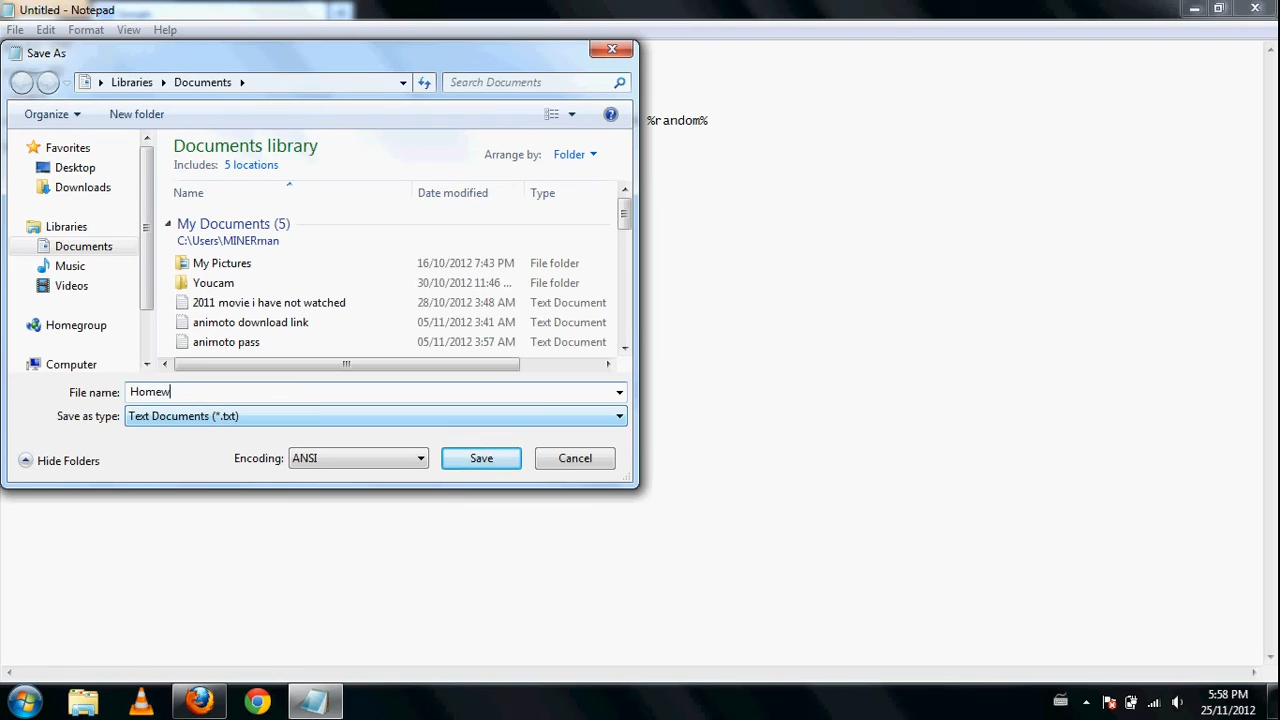 Untitled - Notepad
File Edit Format View Help
Save As
Libraries Documents Search Documents
Organize New folder
%random%
Documents library
Includes: 5 locations
Arrange by: Folder
Favorites
Desktop
Downloads
Libraries
Documents
Music
Videos
Homegroup
Computer
Name Date modified Type
My Documents (5)
C:\Users\MINERman
My Pictures 16/10/2012 7:43 PM File folder
Youcam 30/10/2012 11:46 ... File folder
2011 movie i have not watched 28/10/2012 3:48 AM Text Document
animoto download link 05/11/2012 3:41 AM Text Document
animoto pass 05/11/2012 3:57 AM Text Document
File name: Homew
Save as type: Text Documents (*.txt)
Hide Folders Encoding: ANSI Save Cancel
5:58 PM
25/11/2012